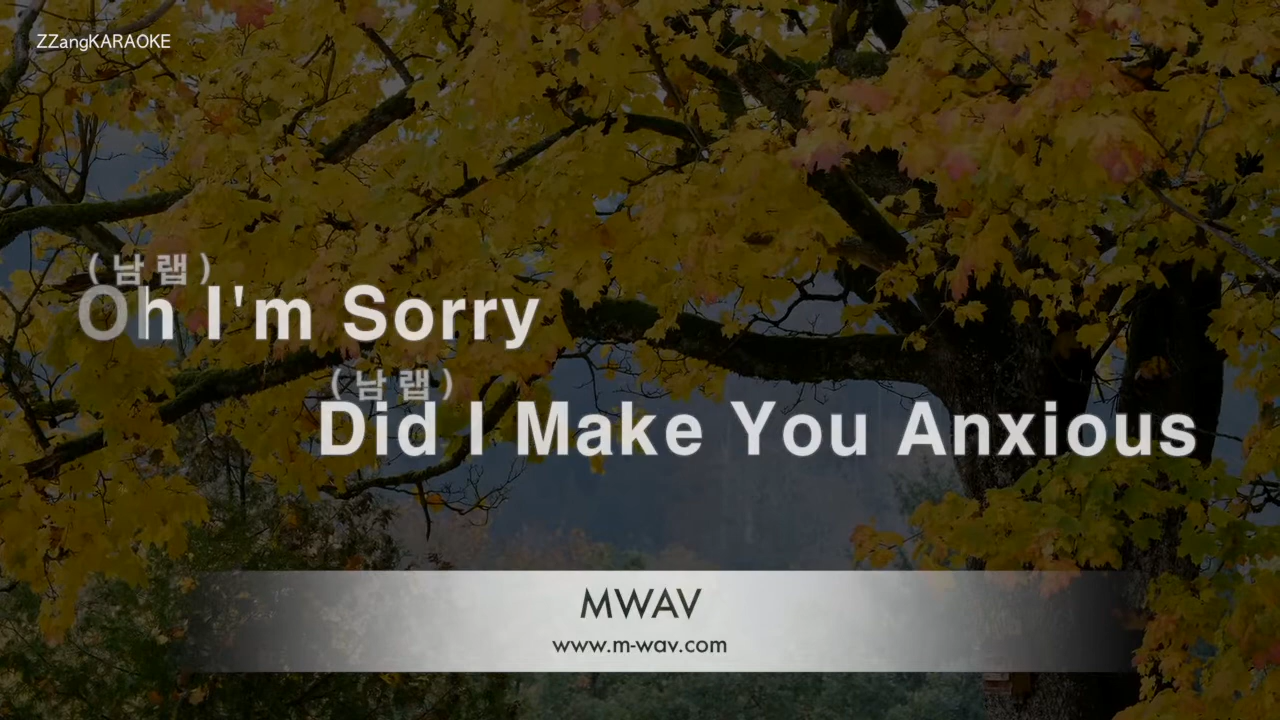 ZZangKARAOKE
(남랩)
Oh I'm Sorry
(남랩)
Did I Make You Anxious
MWAV
www.m-wav.com